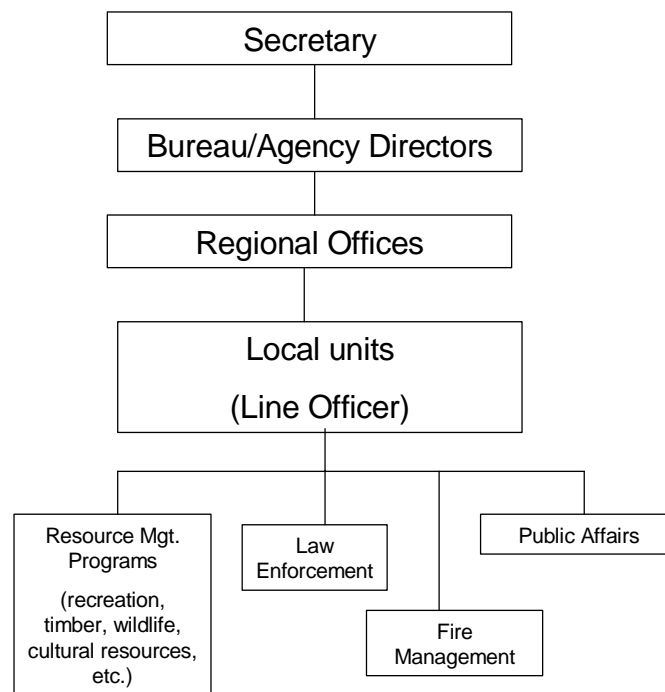 Secretary
Bureau/Agency Directors
Regional Offices
Local units
(Line Officer)
Resource Mgt.
Programs
(recreation,
timber, wildlife,
cultural resources,
etc.)
Law
Enforcement
Fire
Management
Public Affairs